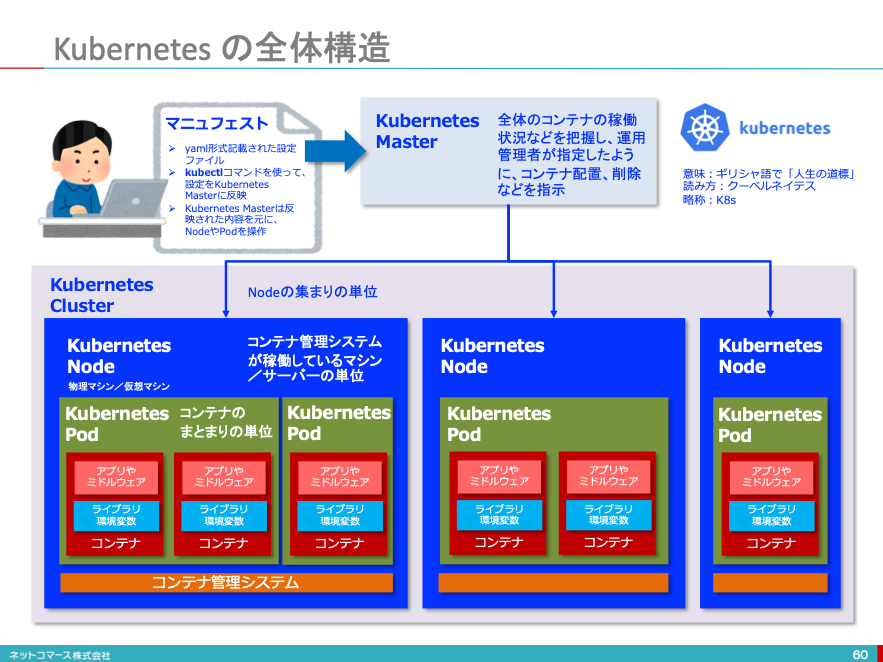 Kubernetes の全体構造
マニュフェスト
➢ yaml形式記載された設定
ファイル
➢ kubectlコマンドを使って、
設定をKubernetes
Masterに反映
➢ Kubernetes Masterは反
映された内容を元に、
NodeやPodを操作
Kubernetes
Master
全体のコンテナの稼働
状況などを把握し、運用
管理者が指定したよう
に、コンテナ配置、削除
などを指示
kubernetes
意味：ギリシャ語で「人生の道標」
読み方：クーベルネイテス
略称：K8s
Kubernetes
Cluster
Nodeの集まりの単位
Kubernetes
Node
物理マシン／仮想マシン
コンテナ管理システム
が稼働しているマシン
／サーバーの単位
Kubernetes
Pod
コンテナの
まとまりの単位
アプリや
ミドルウェア
ライブラリ
環境変数
コンテナ
アプリや
ミドルウェア
ライブラリ
環境変数
コンテナ
Kubernetes
Pod
アプリや
ミドルウェア
ライブラリ
環境変数
コンテナ
コンテナ管理システム
Kubernetes
Node
Kubernetes
Pod
アプリや
ミドルウェア
ライブラリ
環境変数
コンテナ
アプリや
ミドルウェア
ライブラリ
環境変数
コンテナ
Kubernetes
Node
Kubernetes
Pod
アプリや
ミドルウェア
ライブラリ
環境変数
コンテナ
ネットコマース株式会社
60